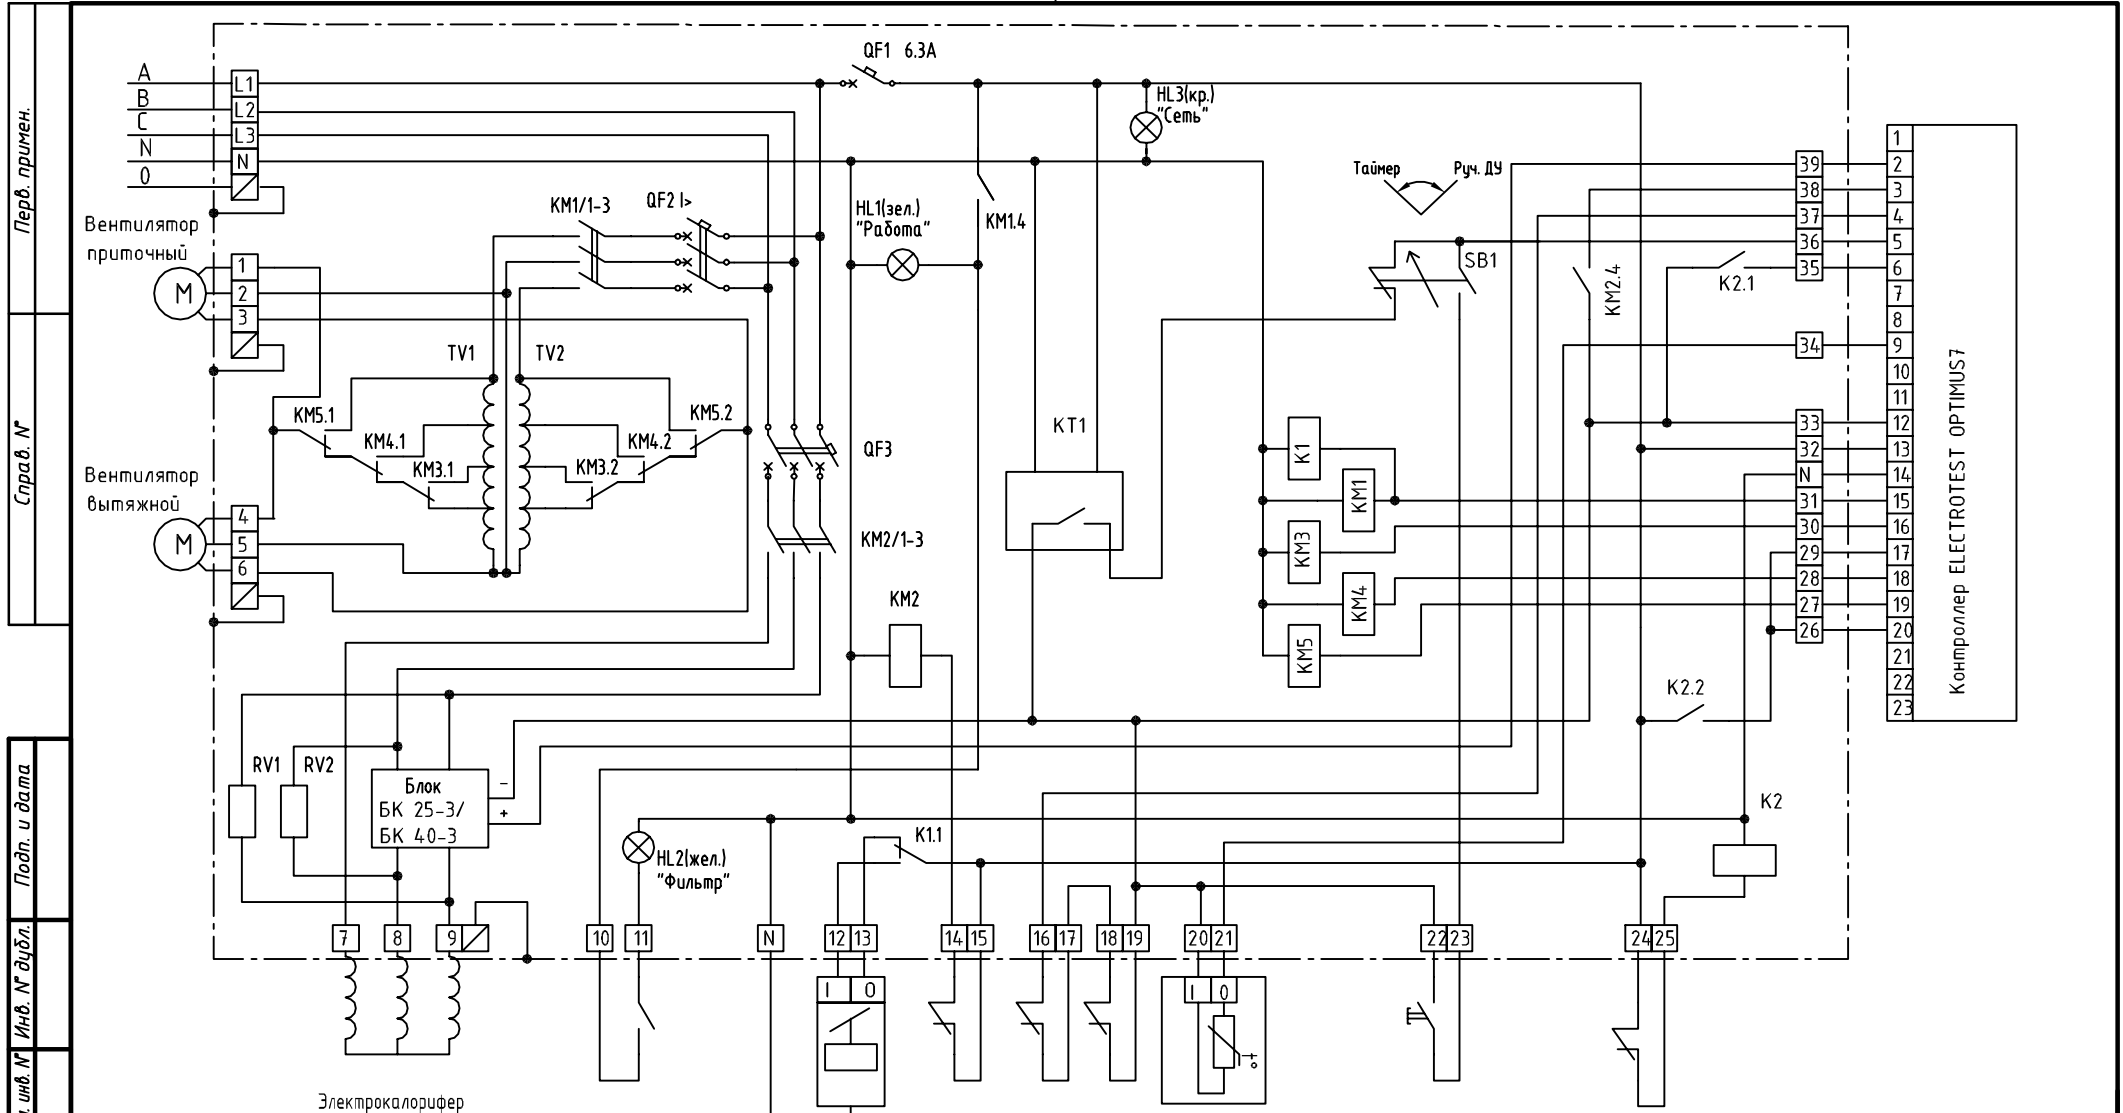 Перв. примен.
Справ. №
Подп. и дата
Инв. № дубл.
инв. №
A
B
C
N
0
L1
L2
L3
N
QF1 6.3А
HL3(кр.)
"Сеть"
Вентилятор
приточный
M
1
2
3
KM1/1-3
QF2 I>
HL1(зел.)
"Работа"
KM1.4
Таймер
Руч. ДУ
SB1
KM2.4
K2.1
39
38
37
36
35
34
33
32
N
31
30
29
28
27
26
1
2
3
4
5
6
7
8
9
10
11
12
13
14
15
16
17
18
19
20
21
22
23
Контроллер ELECTROTEST OPTIMUS7
TV1
TV2
KM5.1
KM4.1
KM3.1
KM5.2
KM4.2
KM3.2
QF3
KT1
K1
KM1
KM3
KM4
KM5
Вентилятор
вытяжной
M
4
5
6
KM2/1-3
KM2
K2.2
RV1
RV2
Блок
БК 25-3/
БК 40-3
-
+
HL2(жел.)
"Фильтр"
K1.1
K2
7
8
9
10
11
N
12
13
14
15
16
17
18
19
20
21
22
23
24
25
I
0
I
0
t°
Электрокалорифер